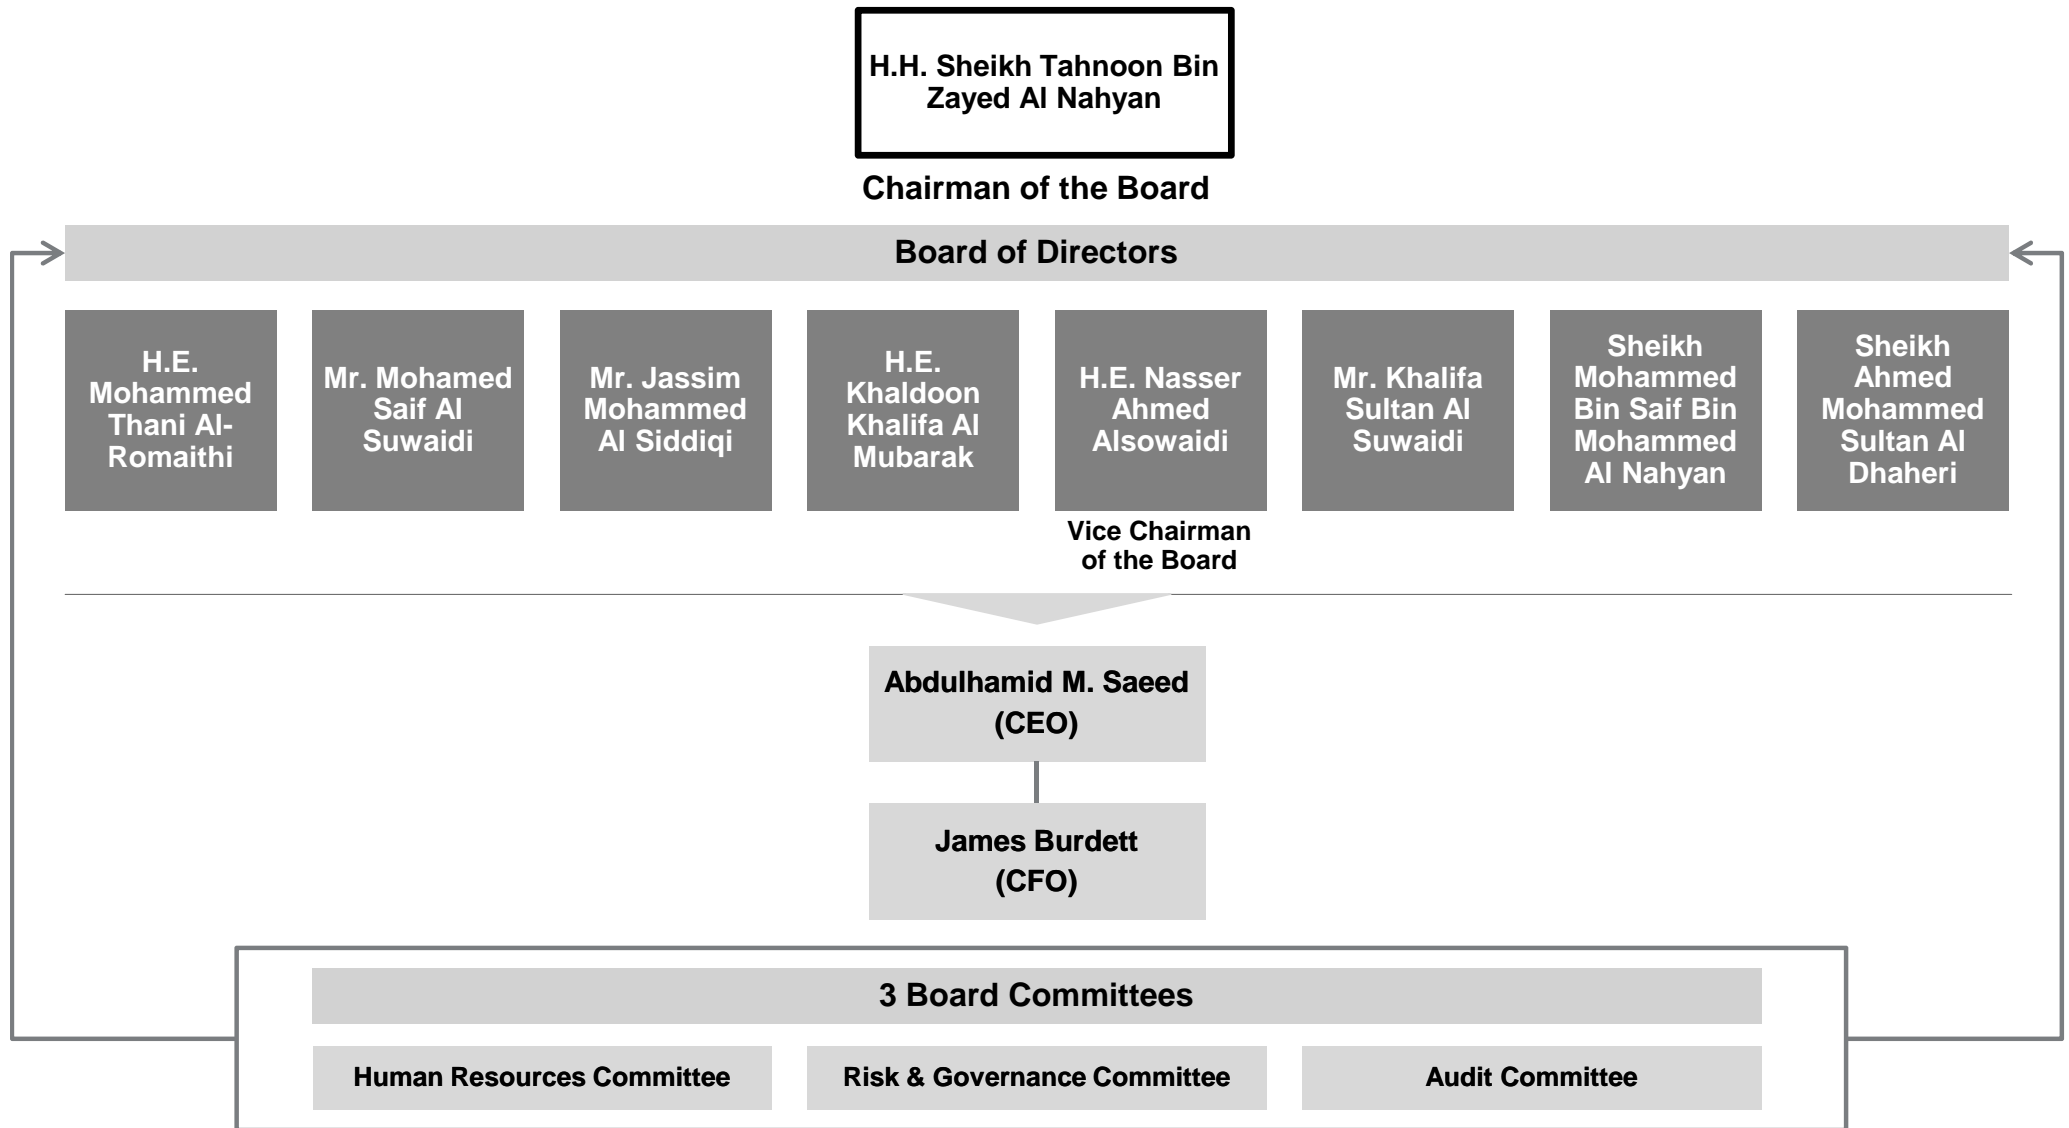 H.H. Sheikh Tahnoon Bin
Zayed Al Nahyan
Chairman of the Board
Board of Directors
H.E.
Mohammed
Thani Al-
Romaithi
Mr. Mohamed
Saif Al
Suwaidi
Mr. Jassim
Mohammed
Al Siddiqi
H.E.
Khaldoon
Khalifa Al
Mubarak
H.E. Nasser
Ahmed
Alsowaidi
Vice Chairman
of the Board
Mr. Khalifa
Sultan Al
Suwaidi
Sheikh
Mohammed
Bin Saif Bin
Mohammed
Al Nahyan
Sheikh
Ahmed
Mohammed
Sultan Al
Dhaheri
Abdulhamid M. Saeed
(CEO)
James Burdett
(CFO)
3 Board Committees
Human Resources Committee
Risk & Governance Committee
Audit Committee